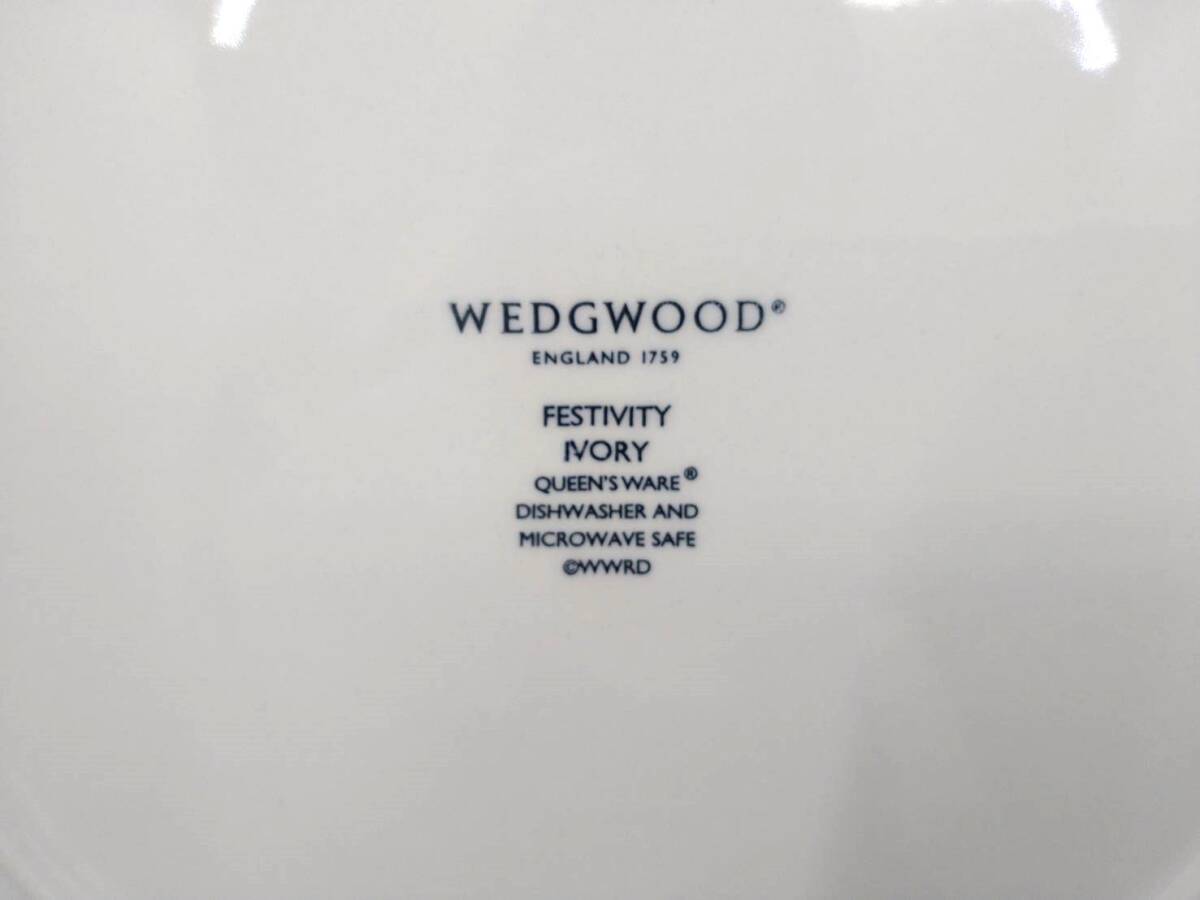 WEDGWOOD®
ENGLAND 1759
FESTIVITY
IVORY
QUEEN'S WARE®
DISHWASHER AND
MICROWAVE SAFE
©WWRD